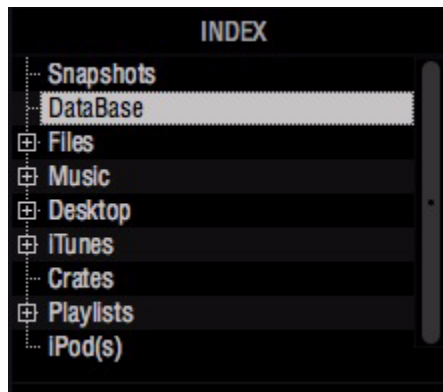 INDEX
Snapshots
DataBase
Files
Music
Desktop
iTunes
Crates
Playlists
iPod(s)